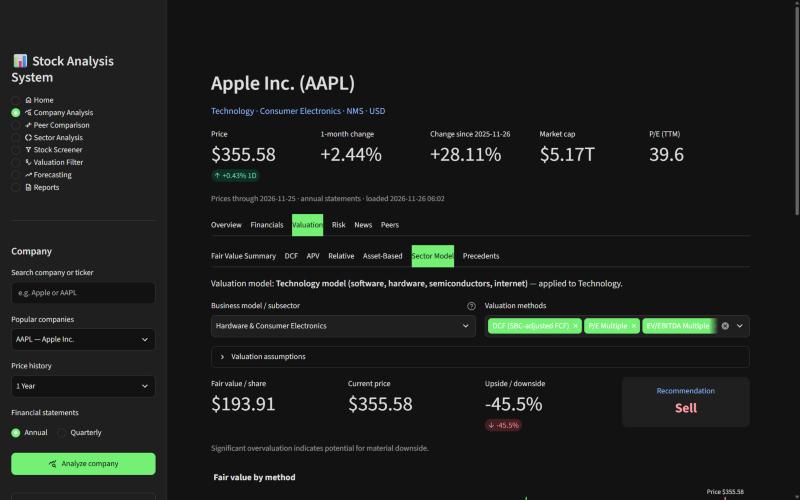 📊 Stock Analysis
System
Home
Company Analysis
Peer Comparison
Sector Analysis
Stock Screener
Valuation Filter
Forecasting
Reports
Company
Search company or ticker
e.g. Apple or AAPL
Popular companies
AAPL — Apple Inc.
Price history
1 Year
Financial statements
Annual Quarterly
Analyze company
Apple Inc. (AAPL)
Technology · Consumer Electronics · NMS · USD
Price 1-month change Change since 2025-11-26 Market cap P/E (TTM)
$355.58 +2.44% +28.11% $5.17T 39.6
↑ +0.43% 1D
Prices through 2026-11-25 · annual statements · loaded 2026-11-26 06:02
Overview Financials Valuation Risk News Peers
Fair Value Summary DCF APV Relative Asset-Based Sector Model Precedents
Valuation model: Technology model (software, hardware, semiconductors, internet) — applied to Technology.
Business model / subsector Valuation methods
Hardware & Consumer Electronics DCF (SBC-adjusted FCF) × P/E Multiple × EV/EBITDA Multiple
Valuation assumptions
Fair value / share Current price Upside / downside
$193.91 $355.58 -45.5%
↓ -45.5%
Recommendation
Sell
Significant overvaluation indicates potential for material downside.
Fair value by method
Price $355.58